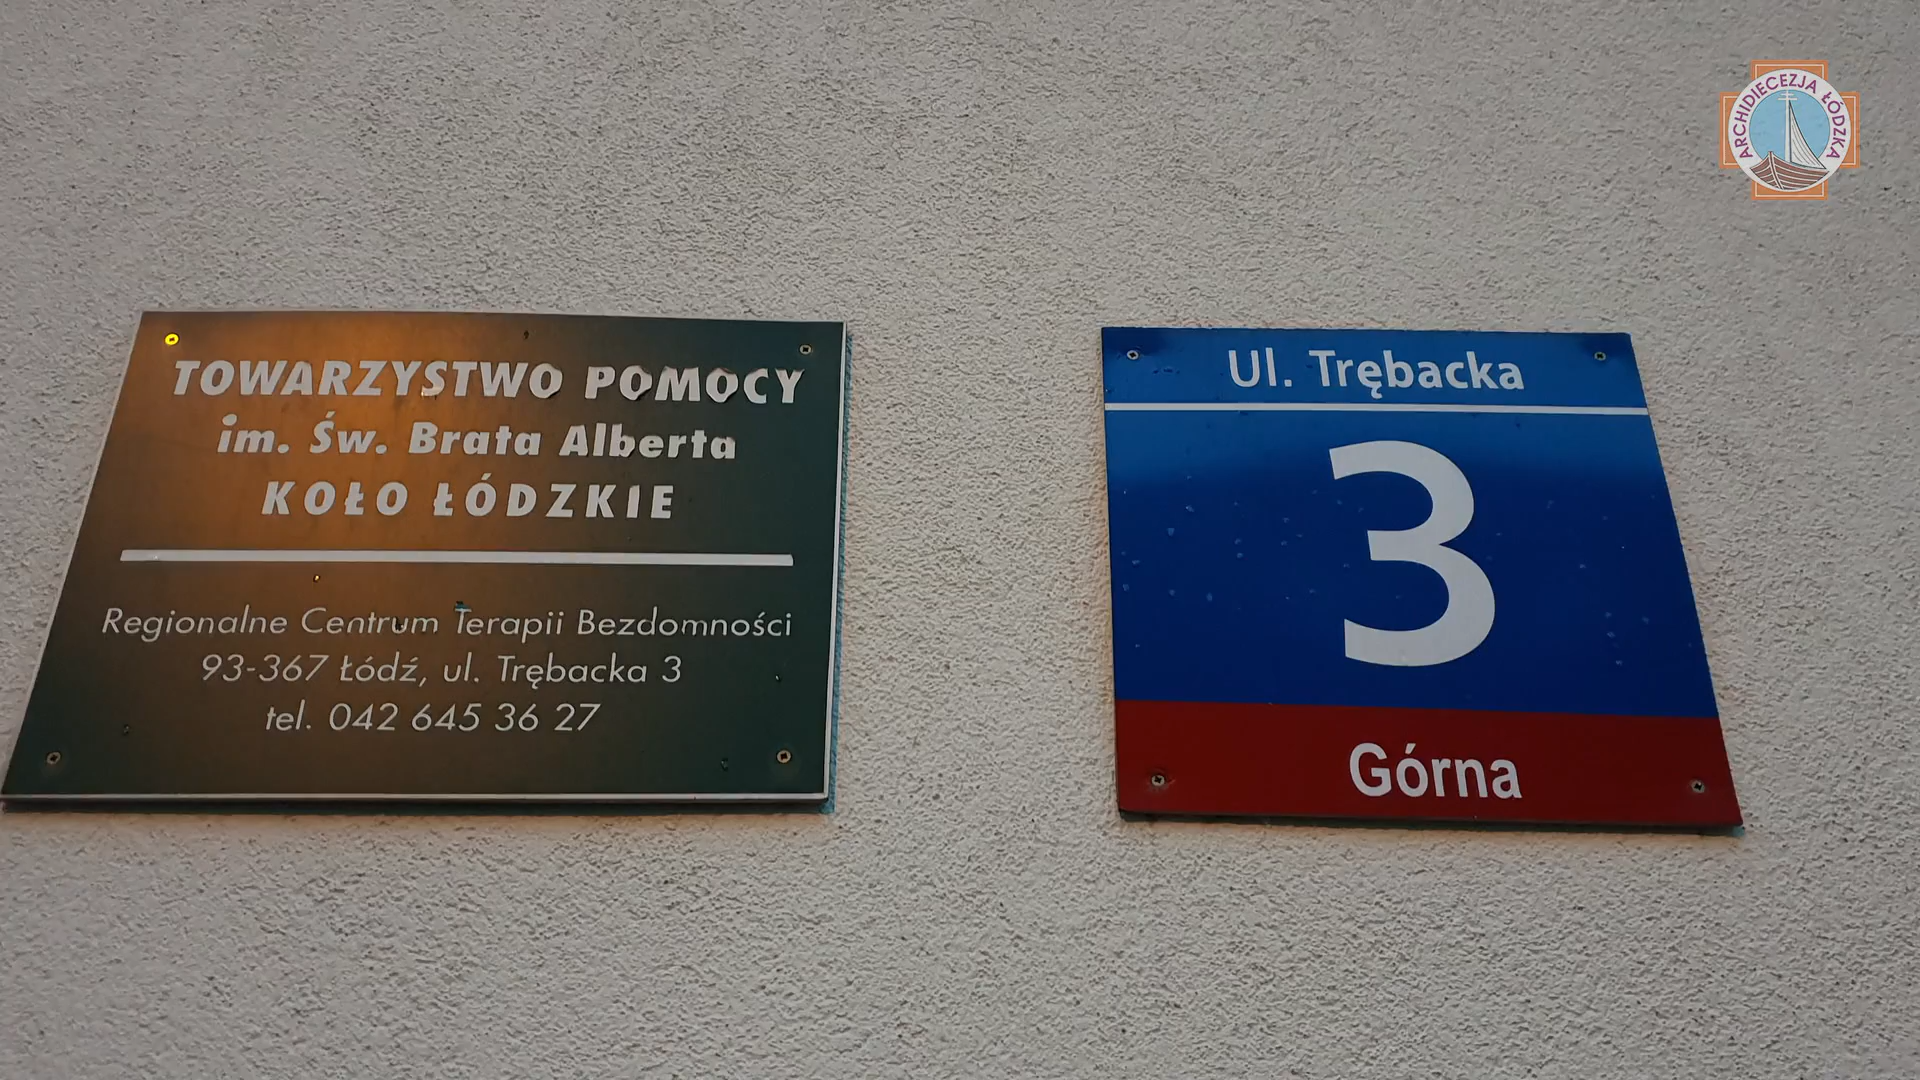 TOWARZYSTWO POMOCY
im. Św. Brata Alberta
KOŁO ŁÓDZKIE
Regionalne Centrum Terapii Bezdomności
93-367 Łódź, ul. Trębacka 3
tel. 042 645 36 27
Ul. Trębacka
3
Górna
ARCHIDIECEZJA ŁÓDZKA